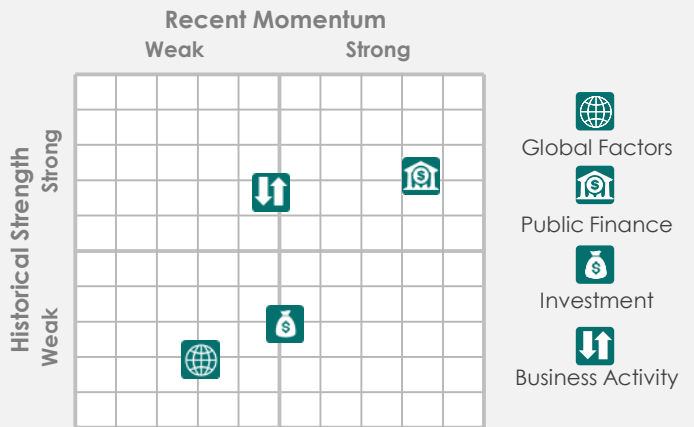 Recent Momentum
Weak
Strong
Historical Strength
Strong
Weak
Global Factors
Public Finance
Investment
Business Activity